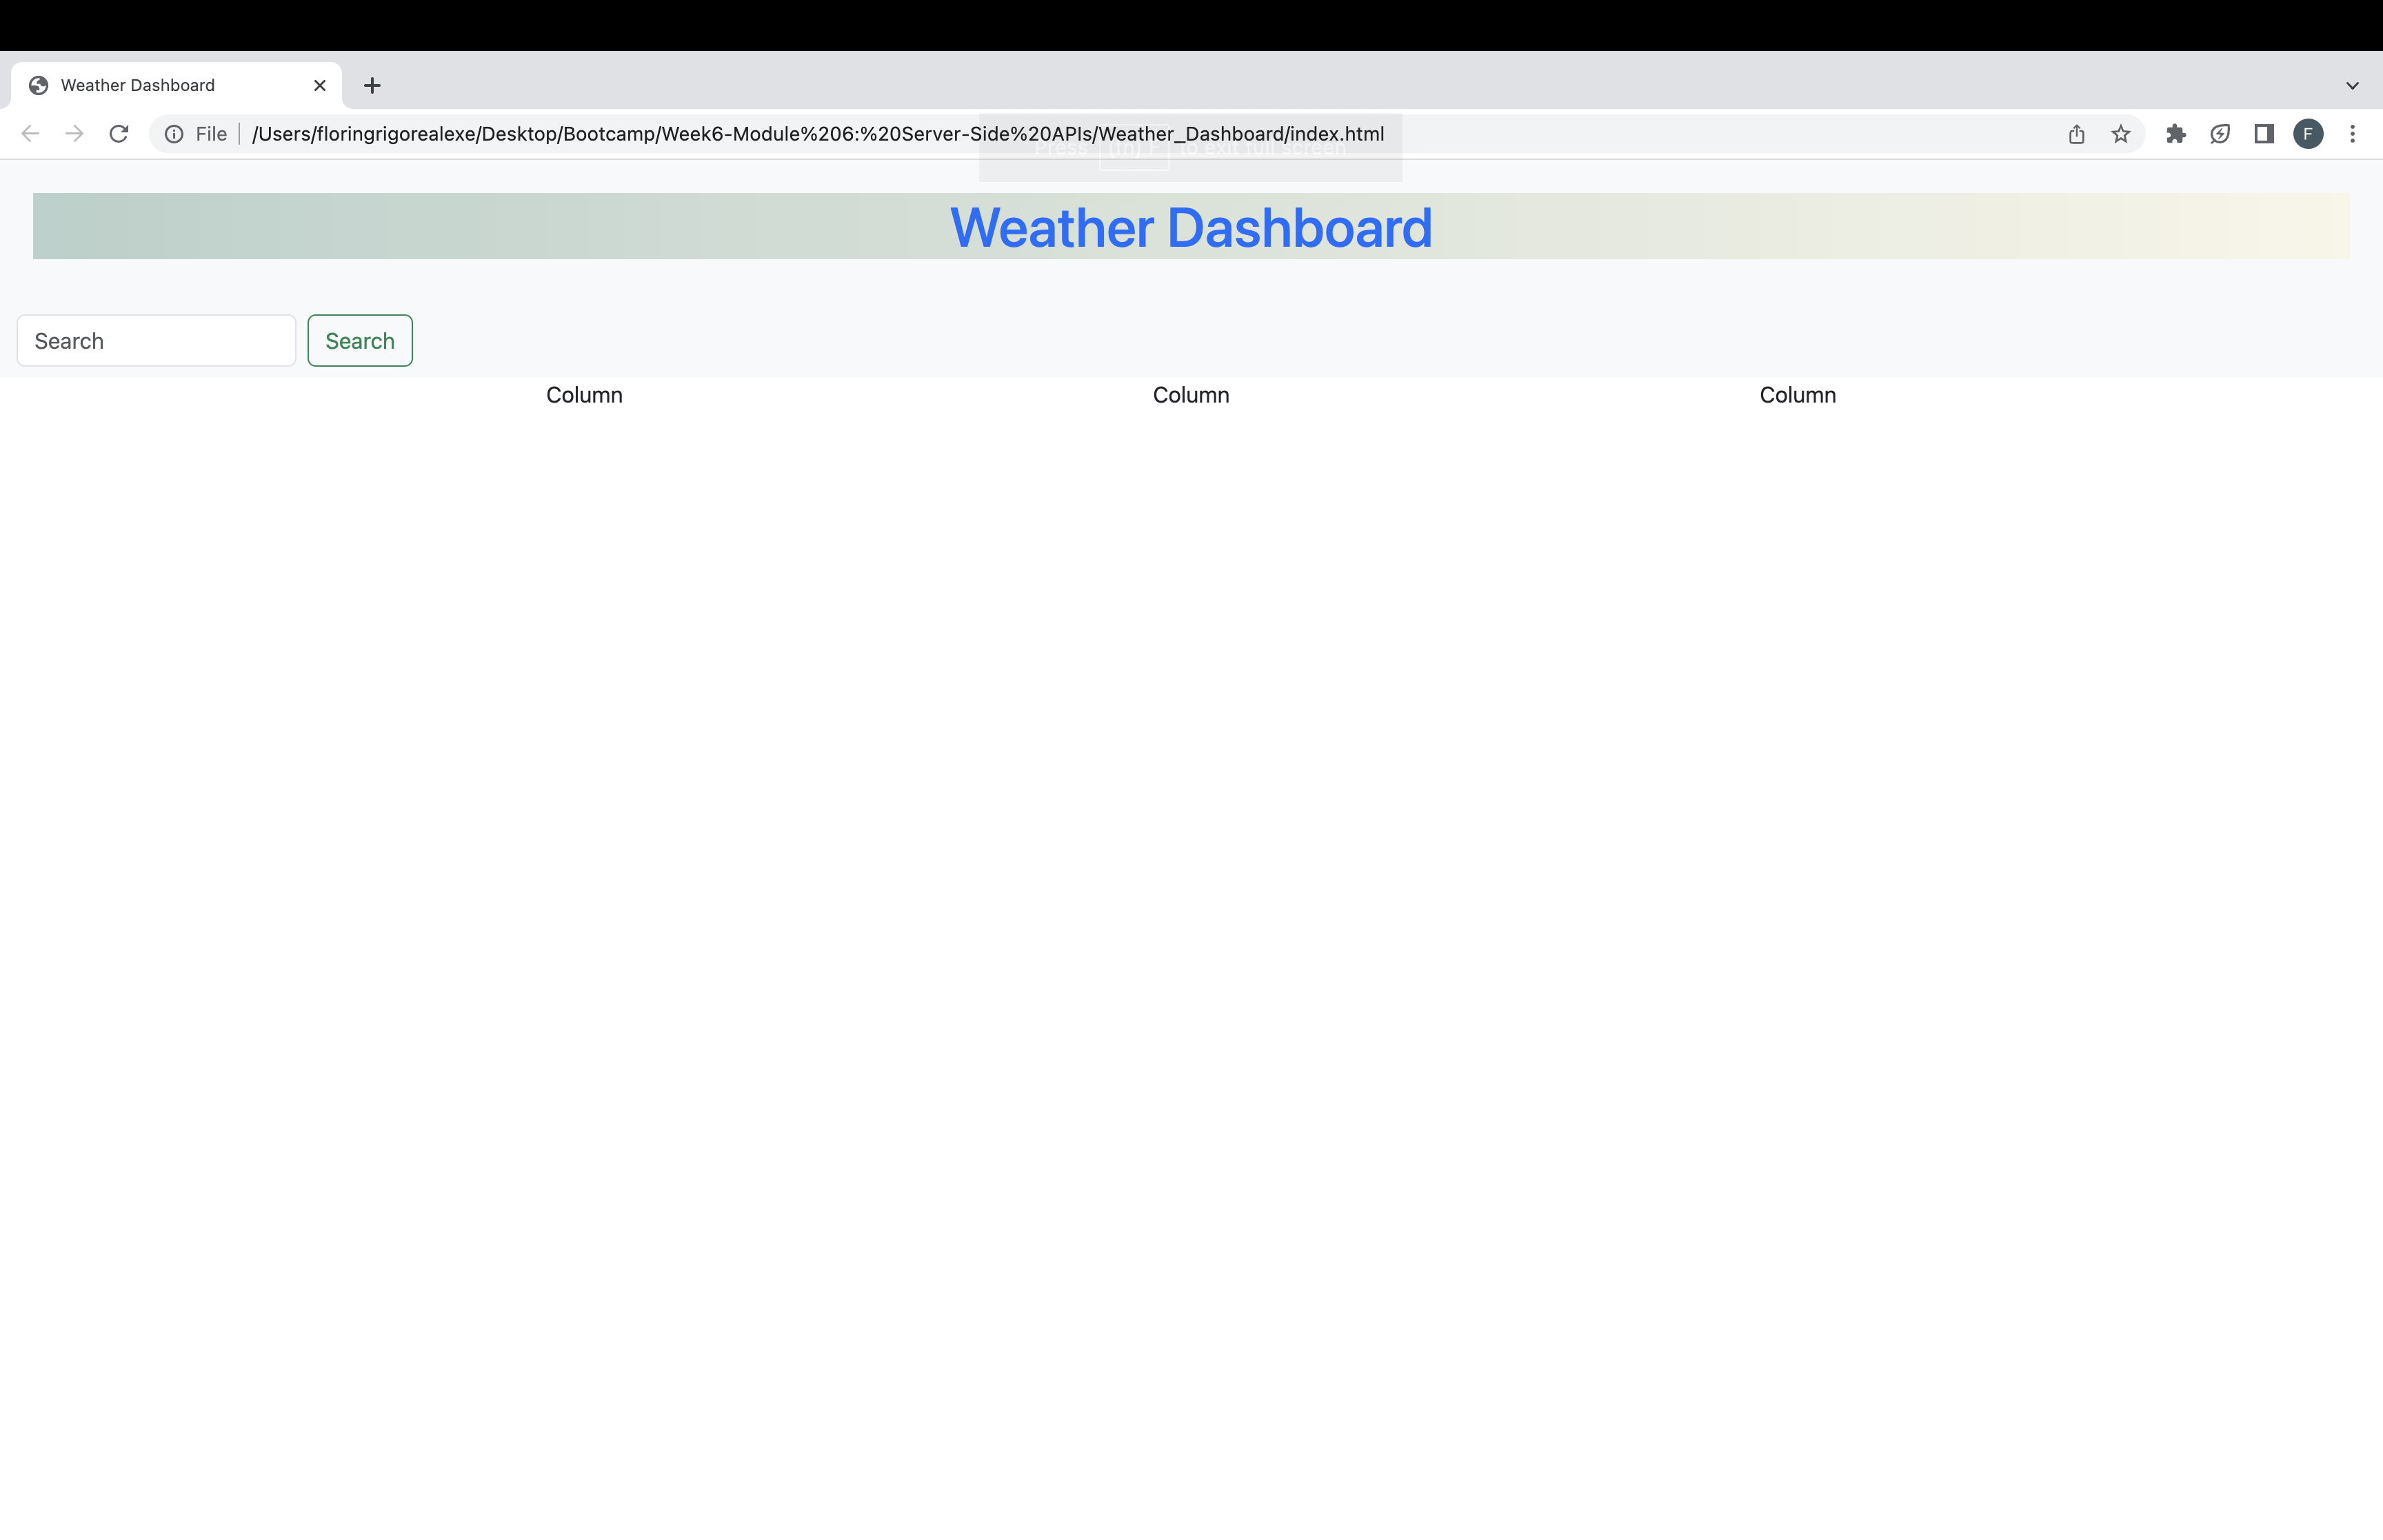 Weather Dashboard
File /Users/floringrigorealexe/Desktop/Bootcamp/Week6-Module%206:%20Server-Side%20APIs/Weather_Dashboard/index.html
F
Press (fn) F to exit full screen
Weather Dashboard
Search Search
Column Column Column